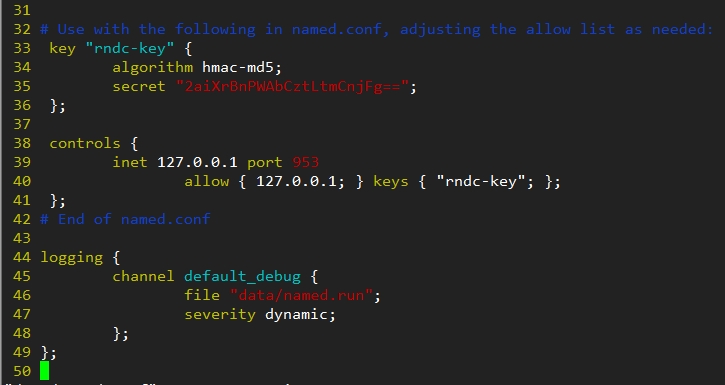 31
32 # Use with the following in named.conf, adjusting the allow list as needed:
33 key "rndc-key" {
34 algorithm hmac-md5;
35 secret "2aiXrBnPWAbCztLtmCnjFg==";
36 };
37
38 controls {
39 inet 127.0.0.1 port 953
40 allow { 127.0.0.1; } keys { "rndc-key"; };
41 };
42 # End of named.conf
43
44 logging {
45 channel default_debug {
46 file "data/named.run";
47 severity dynamic;
48 };
49 };
50